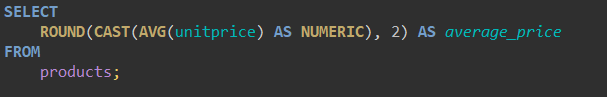 SELECT
ROUND(CAST(AVG(unitprice) AS NUMERIC), 2) AS average_price
FROM
products;